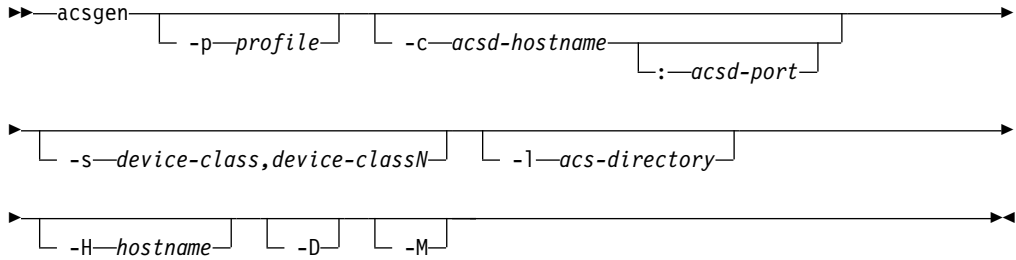 acsgen
-p profile -c acsd-hostname
: acsd-port
-s device-class,device-classN -l acs-directory
-H hostname -D -M